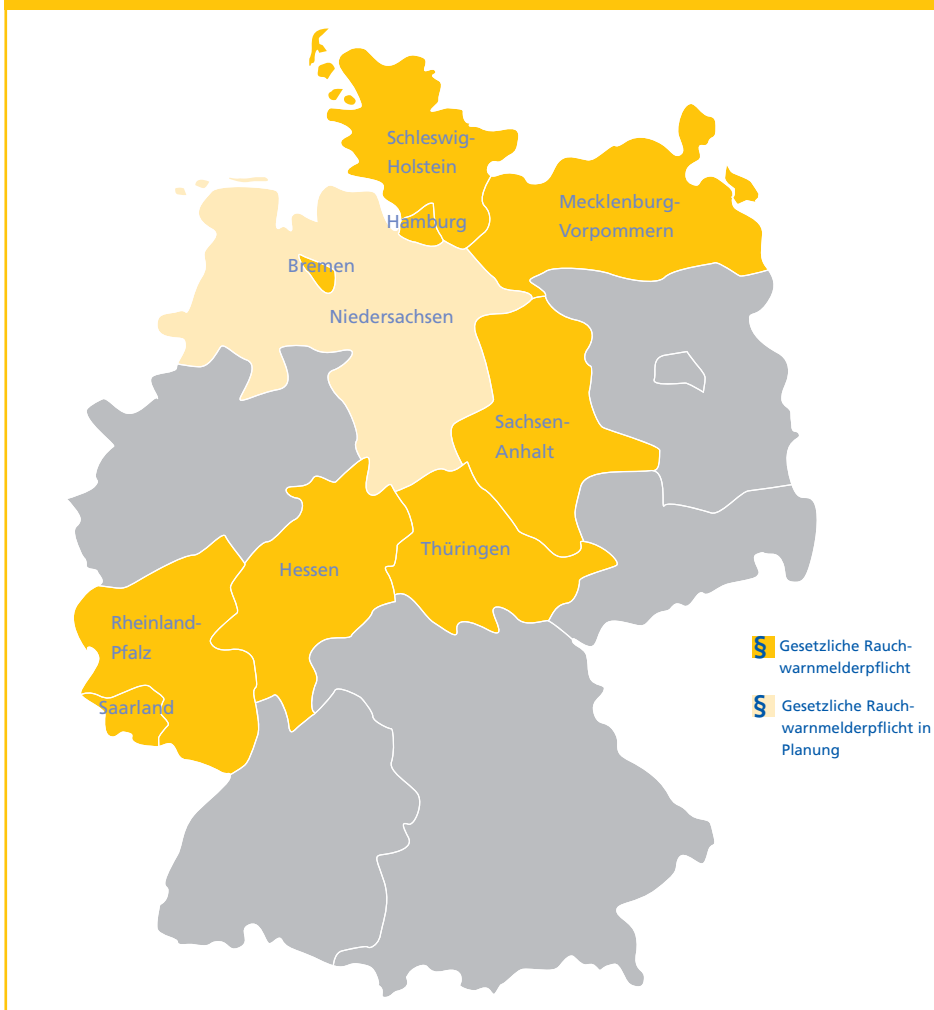 Schleswig-
Holstein
Mecklenburg-
Vorpommern
Hamburg
Bremen
Niedersachsen
Sachsen-
Anhalt
Thüringen
Hessen
Rheinland-
Pfalz
Saarland
§ Gesetzliche Rauch-
warnmelderpflicht
§ Gesetzliche Rauch-
warnmelderpflicht in
Planung